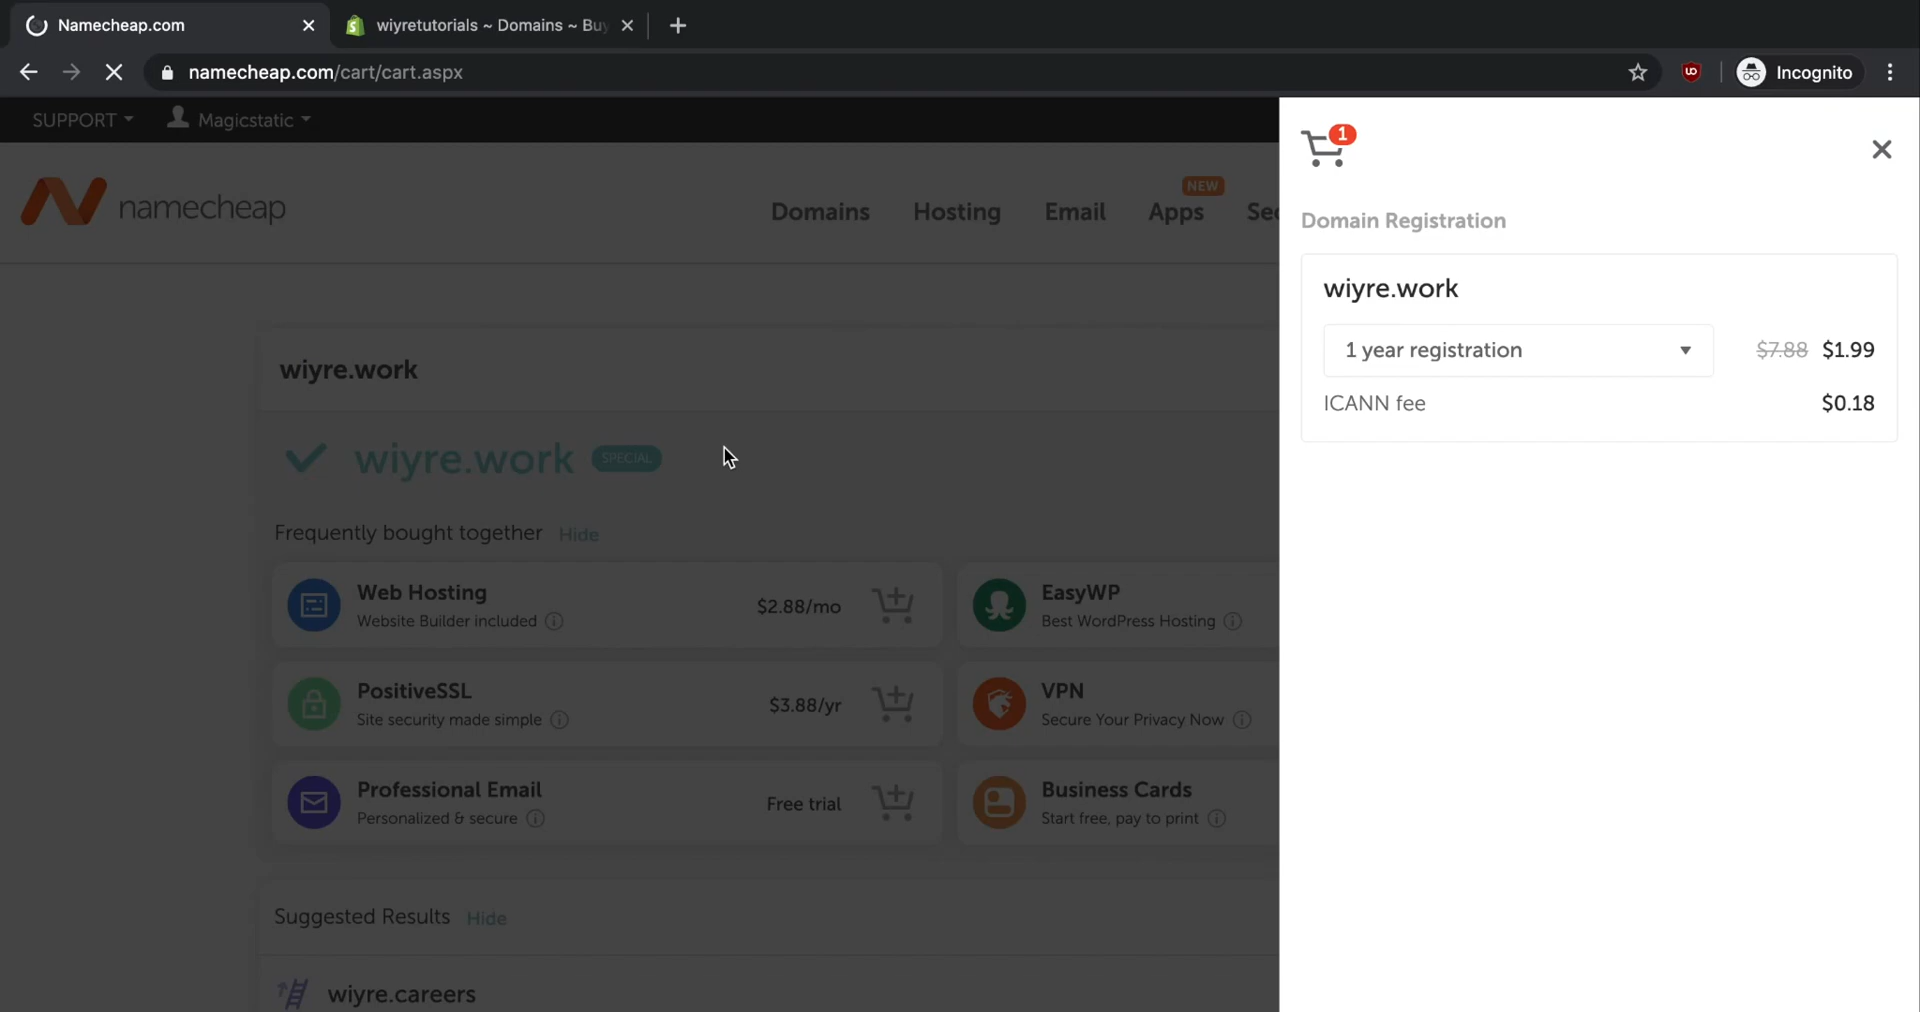 Namecheap.com
wiyretutorials ~ Domains ~ Buy
namecheap.com/cart/cart.aspx
Incognito
SUPPORT
Magicstatic
1
namecheap
Domains
Hosting
Email
Apps
NEW
Sec
Domain Registration
wiyre.work
1 year registration
$7.88 $1.99
ICANN fee
$0.18
wiyre.work
wiyre.work
SPECIAL
Frequently bought together
Hide
Web Hosting
Website Builder included
$2.88/mo
EasyWP
Best WordPress Hosting
PositiveSSL
Site security made simple
$3.88/yr
VPN
Secure Your Privacy Now
Professional Email
Personalized & secure
Free trial
Business Cards
Start free, pay to print
Suggested Results
Hide
wiyre.careers